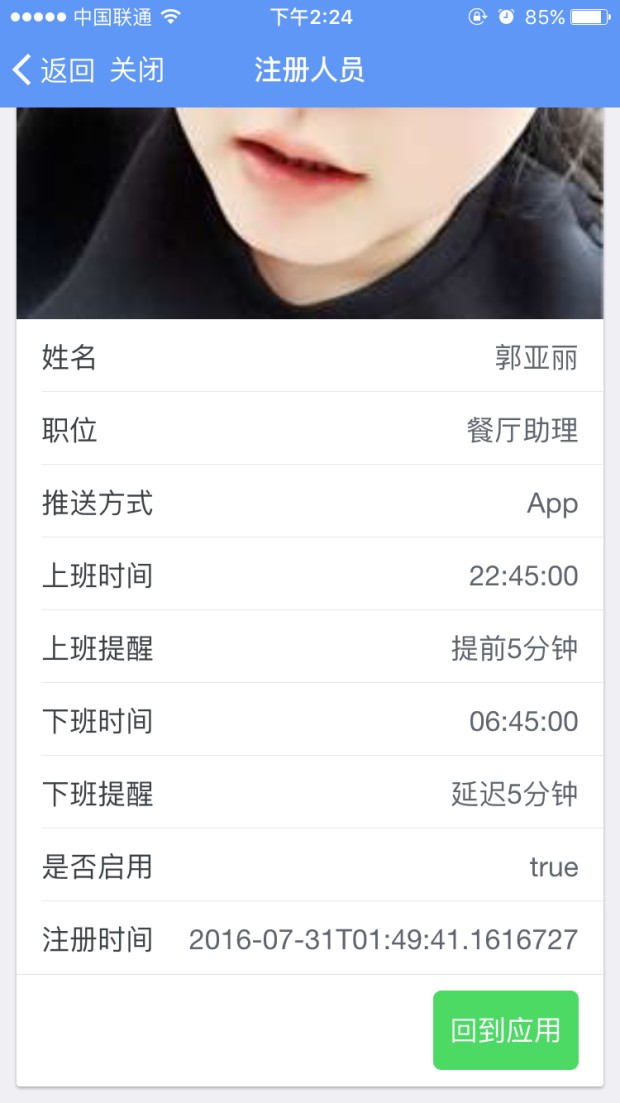 中国联通 下午2:24 85%
返回 关闭 注册人员
姓名 郭亚丽
职位 餐厅助理
推送方式 App
上班时间 22:45:00
上班提醒 提前5分钟
下班时间 06:45:00
下班提醒 延迟5分钟
是否启用 true
注册时间 2016-07-31T01:49:41.1616727
回到应用